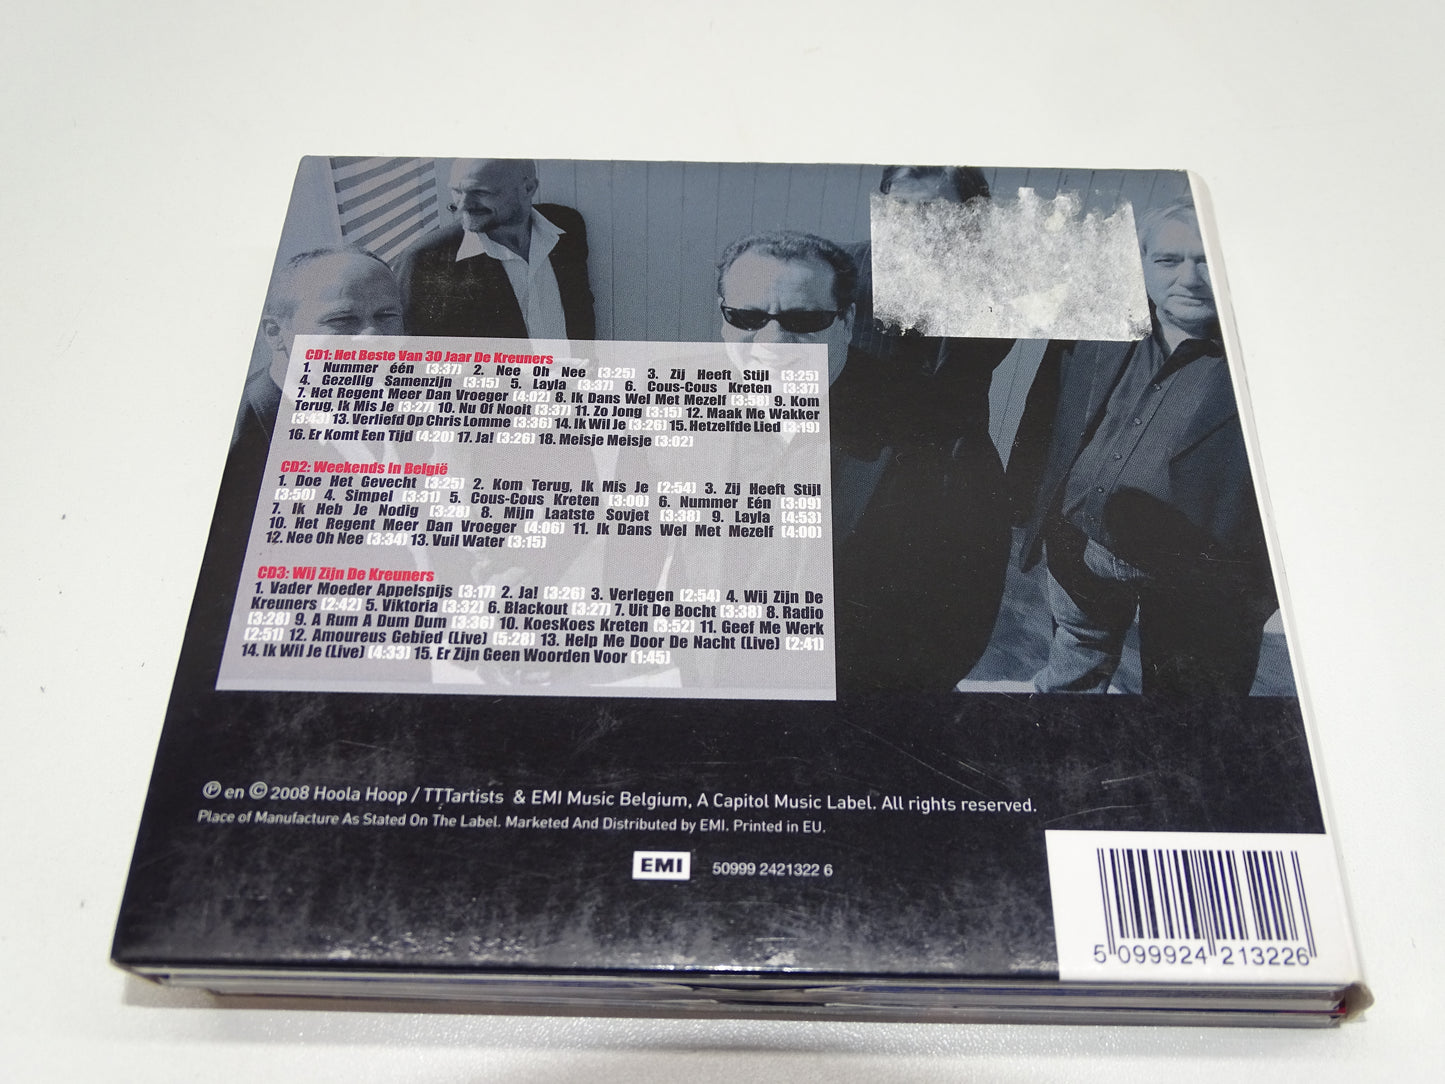 CD1: Het Beste Van 30 Jaar De Kreuners
1. Nummer één (3:37) 2. Nee Oh Nee (3:25) 3. Zij Heeft Stijl (3:25)
4. Gezellig Samenzijn (3:15) 5. Layla (3:37) 6. Cous-Cous Kreten (3:37)
7. Het Regent Meer Dan Vroeger (4:02) 8. Ik Dans Wel Met Mezelf (3:58) 9. Kom
Terug, Ik Mis Je (3:27) 10. Nu Of Nooit (3:37) 11. Zo Jong (3:15) 12. Maak Me Wakker
(3:43) 13. Verliefd Op Chris Lomme (3:36) 14. Ik Wil Je (3:26) 15. Hetzelfde Lied (3:19)
16. Er Komt Een Tijd (4:20) 17. Ja! (3:26) 18. Meisje Meisje (3:02)
CD2: Weekends In België
1. Doe Het Gevecht (3:25) 2. Kom Terug, Ik Mis Je (2:54) 3. Zij Heeft Stijl
(3:50) 4. Simpel (3:31) 5. Cous-Cous Kreten (3:00) 6. Nummer Eén (3:09)
7. Ik Heb Je Nodig (3:28) 8. Mijn Laatste Sovjet (3:38) 9. Layla (4:53)
10. Het Regent Meer Dan Vroeger (4:06) 11. Ik Dans Wel Met Mezelf (4:00)
12. Nee Oh Nee (3:34) 13. Vuil Water (3:15)
CD3: Wij Zijn De Kreuners
1. Vader Moeder Appelspijs (3:17) 2. Ja! (3:26) 3. Verlegen (2:54) 4. Wij Zijn De
Kreuners (2:42) 5. Viktoria (3:32) 6. Blackout (3:27) 7. Uit De Bocht (3:38) 8. Radio
(3:28) 9. A Rum A Dum Dum (3:36) 10. KoesKoes Kreten (3:52) 11. Geef Me Werk
(2:51) 12. Amoureus Gebied (Live) (5:28) 13. Help Me Door De Nacht (Live) (2:41)
14. Ik Wil Je (Live) (4:33) 15. Er Zijn Geen Woorden Voor (1:45)
℗ en © 2008 Hoola Hoop / TTTartists & EMI Music Belgium, A Capitol Music Label. All rights reserved.
Place of Manufacture As Stated On The Label. Marketed And Distributed by EMI. Printed in EU.
EMI 50999 2421322 6
5 099924 213226